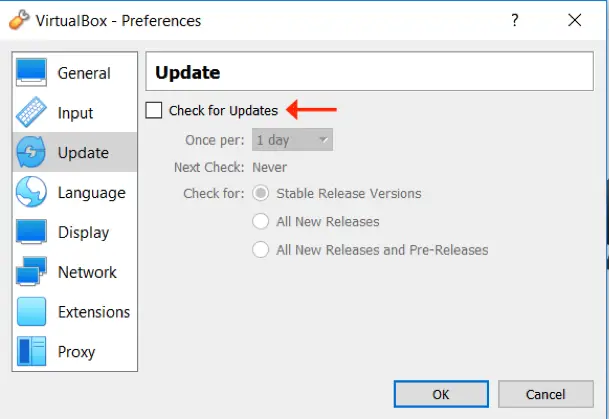 VirtualBox - Preferences
?
General
Input
Update
Language
Display
Network
Extensions
Proxy
Update
Check for Updates
Once per: 1 day
Next Check: Never
Check for: Stable Release Versions
All New Releases
All New Releases and Pre-Releases
OK Cancel